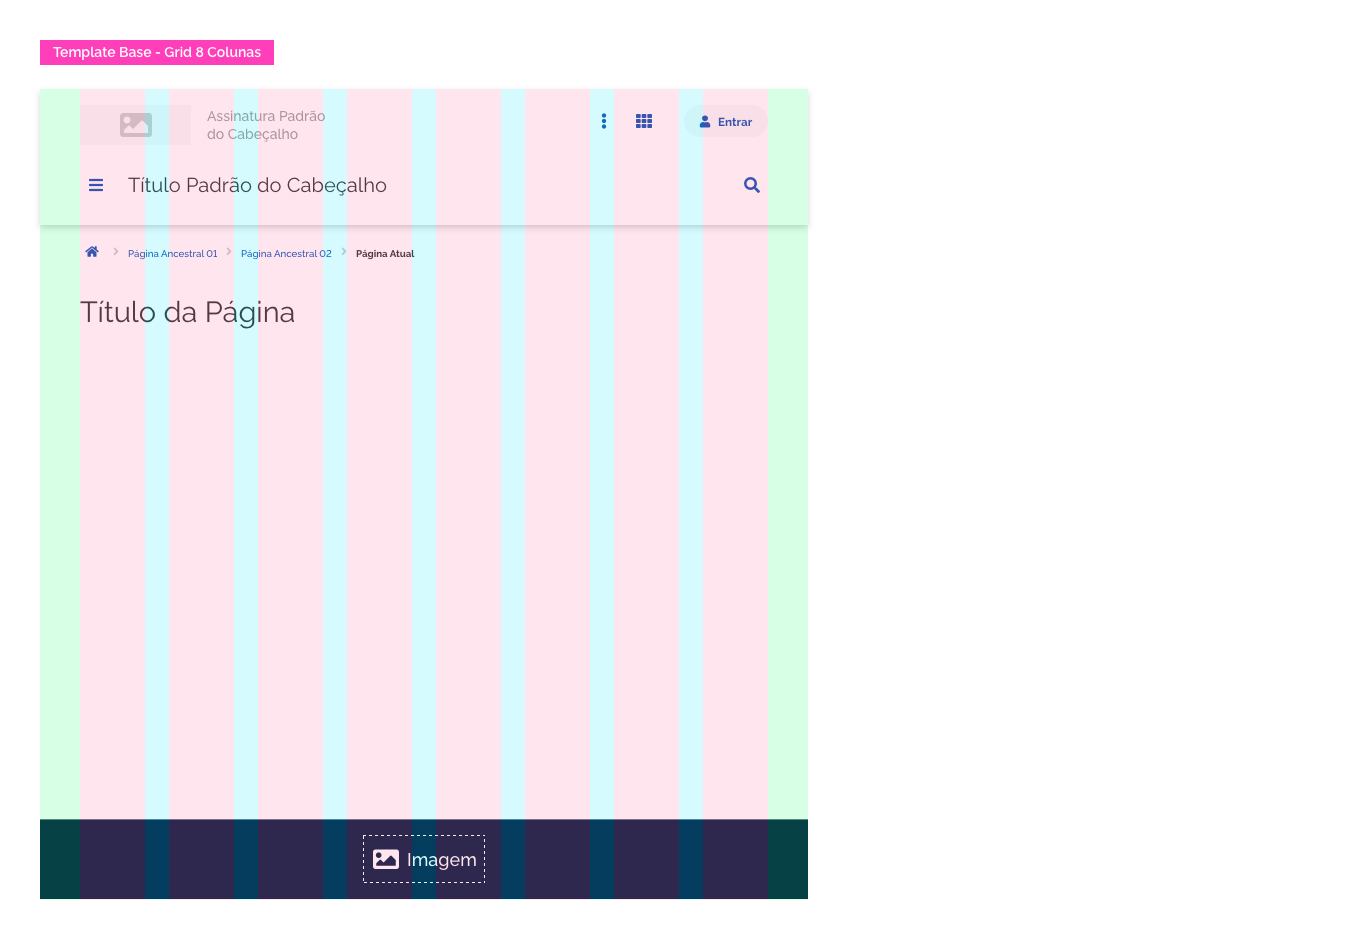 Template Base - Grid 8 Colunas
Assinatura Padrão
do Cabeçalho
Entrar
Título Padrão do Cabeçalho
Página Ancestral 01
Página Ancestral 02
Página Atual
Título da Página
Imagem